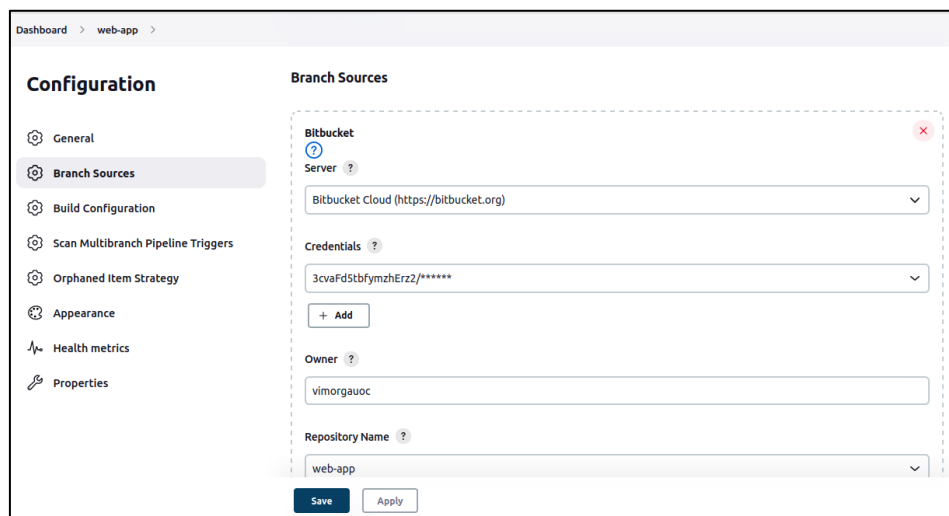 Dashboard > web-app >
Configuration
General
Branch Sources
Build Configuration
Scan Multibranch Pipeline Triggers
Orphaned Item Strategy
Appearance
Health metrics
Properties
Branch Sources
Bitbucket
?
Server ?
Bitbucket Cloud (https://bitbucket.org)
Credentials ?
3cvaFd5tbfymzhErz2/******
+ Add
Owner ?
vimorgauoc
Repository Name ?
web-app
Save Apply